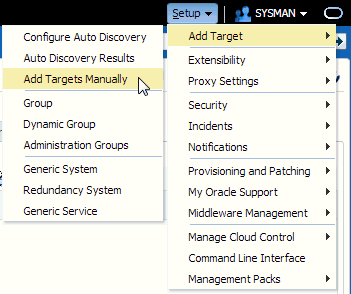 Setup
SYSMAN
Add Target
Extensibility
Proxy Settings
Security
Incidents
Notifications
Provisioning and Patching
My Oracle Support
Middleware Management
Manage Cloud Control
Command Line Interface
Management Packs
Configure Auto Discovery
Auto Discovery Results
Add Targets Manually
Group
Dynamic Group
Administration Groups
Generic System
Redundancy System
Generic Service